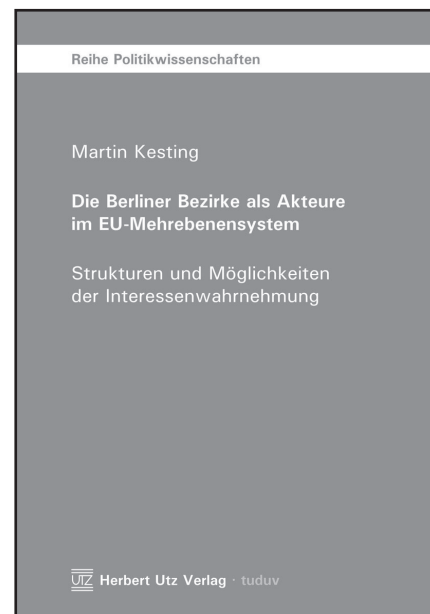 Reihe Politikwissenschaften
Martin Kesting
Die Berliner Bezirke als Akteure
im EU-Mehrebenensystem
Strukturen und Möglichkeiten
der Interessenwahrnehmung
UTZ Herbert Utz Verlag · tuduv